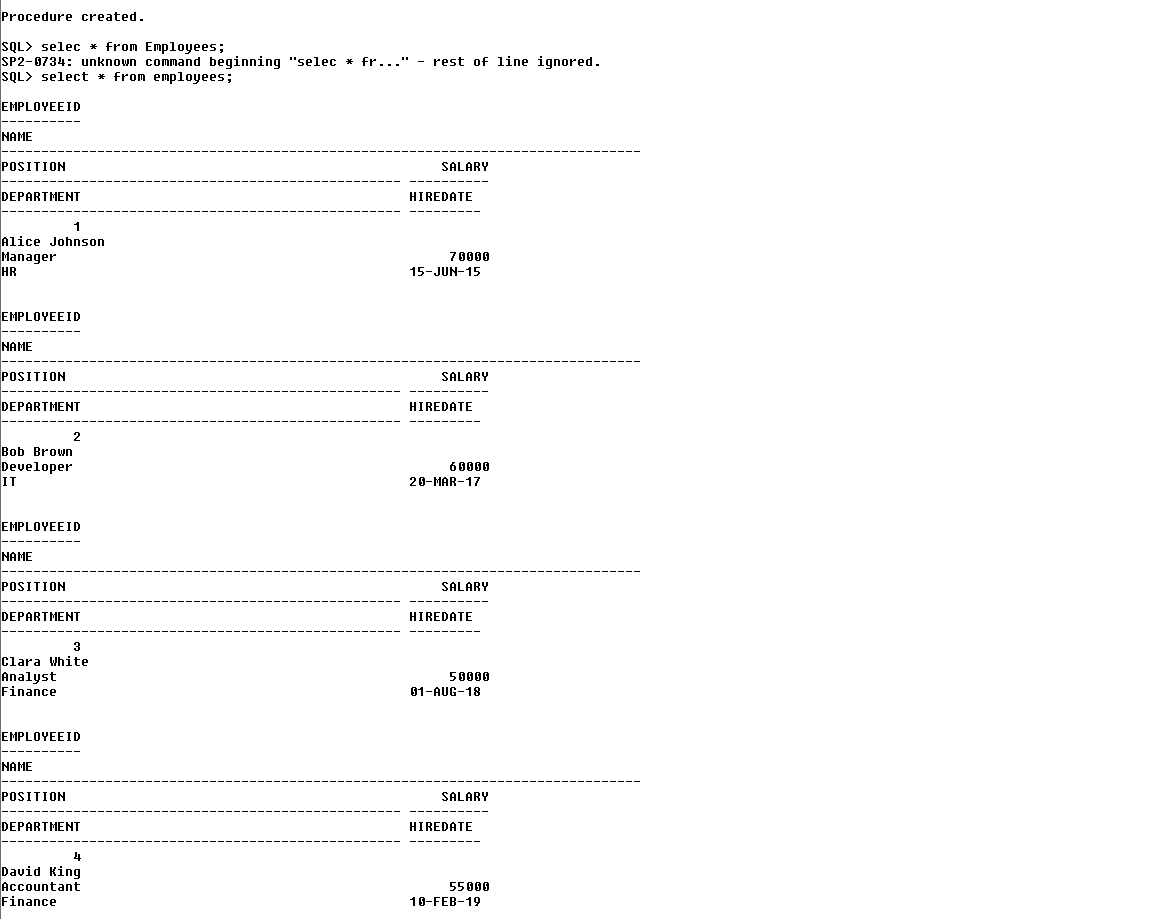 Procedure created.
SQL> selec * from Employees;
SP2-0734: unknown command beginning "selec * fr..." - rest of line ignored.
SQL> select * from employees;
EMPLOYEEID
----------
NAME
--------------------------------------------------------------------------------
POSITION                                               SALARY
-------------------------------------------------- ----------
DEPARTMENT                                         HIREDATE
-------------------------------------------------- ---------
         1
Alice Johnson
Manager                                                 70000
HR                                                 15-JUN-15
EMPLOYEEID
----------
NAME
--------------------------------------------------------------------------------
POSITION                                               SALARY
-------------------------------------------------- ----------
DEPARTMENT                                         HIREDATE
-------------------------------------------------- ---------
         2
Bob Brown
Developer                                               60000
IT                                                 20-MAR-17
EMPLOYEEID
----------
NAME
--------------------------------------------------------------------------------
POSITION                                               SALARY
-------------------------------------------------- ----------
DEPARTMENT                                         HIREDATE
-------------------------------------------------- ---------
         3
Clara White
Analyst                                                 50000
Finance                                            01-AUG-18
EMPLOYEEID
----------
NAME
--------------------------------------------------------------------------------
POSITION                                               SALARY
-------------------------------------------------- ----------
DEPARTMENT                                         HIREDATE
-------------------------------------------------- ---------
         4
David King
Accountant                                              55000
Finance                                            10-FEB-19